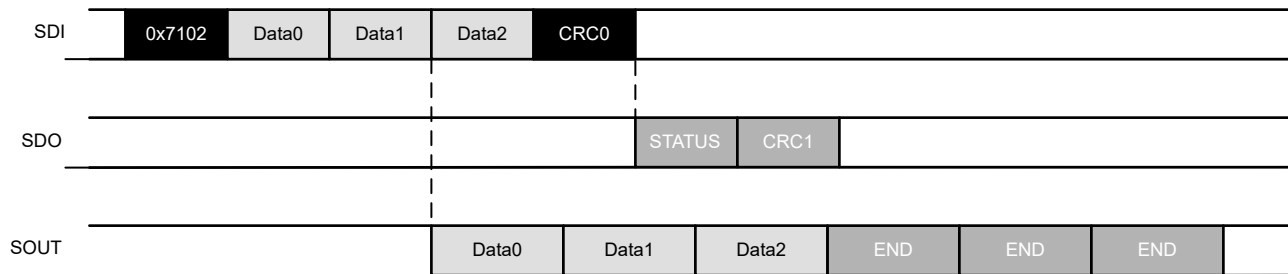 SDI 0x7102 Data0 Data1 Data2 CRC0
SDO STATUS CRC1
SOUT Data0 Data1 Data2 END END END